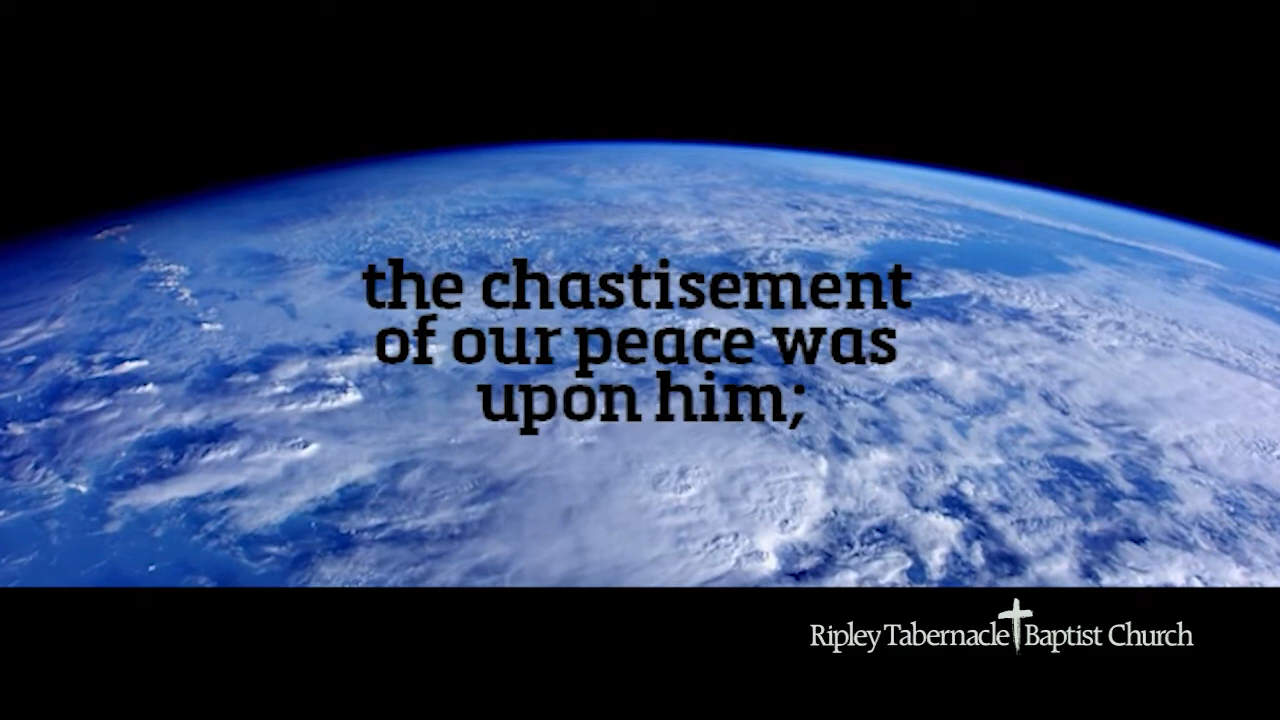 the chastisement
of our peace was
upon him;
Ripley Tabernacle Baptist Church